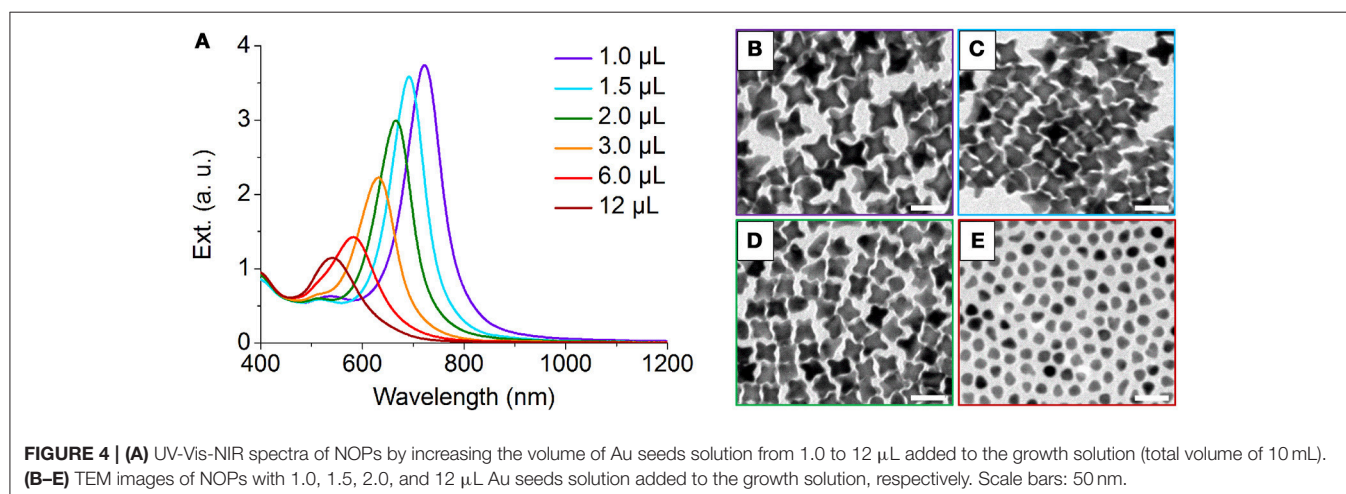 A
4
3
2
1
0
Ext. (a. u.)
400
600
800
1000
1200
Wavelength (nm)
1.0 µL
1.5 µL
2.0 µL
3.0 µL
6.0 µL
12 µL
B
C
D
E
FIGURE 4 | (A) UV-Vis-NIR spectra of NOPs by increasing the volume of Au seeds solution from 1.0 to 12 µL added to the growth solution (total volume of 10 mL).
(B–E) TEM images of NOPs with 1.0, 1.5, 2.0, and 12 µL Au seeds solution added to the growth solution, respectively. Scale bars: 50 nm.